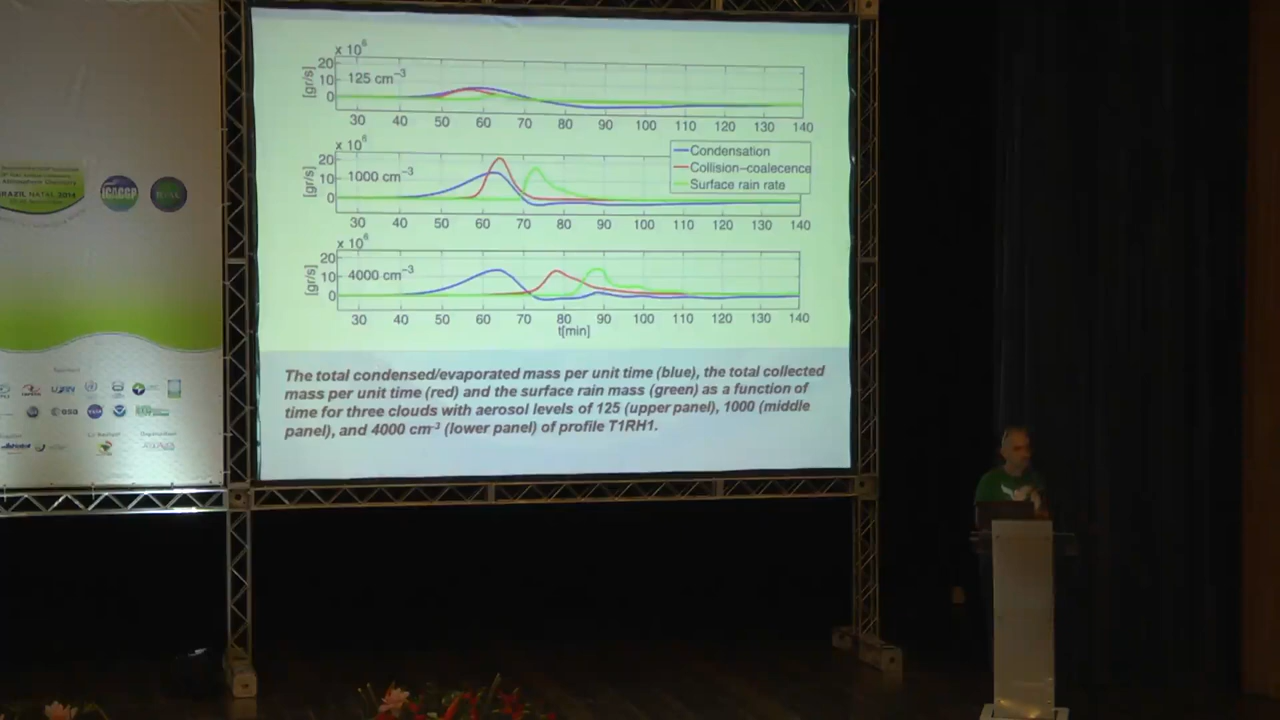 x 10⁶
20
10
0
[gr/s]
125 cm⁻³
30 40 50 60 70 80 90 100 110 120 130 140
x 10⁶
20
10
0
[gr/s]
1000 cm⁻³
Condensation
Collision–coalecence
Surface rain rate
30 40 50 60 70 80 90 100 110 120 130 140
x 10⁶
20
10
0
[gr/s]
4000 cm⁻³
30 40 50 60 70 80 90 100 110 120 130 140
t[min]
The total condensed/evaporated mass per unit time (blue), the total collected
mass per unit time (red) and the surface rain mass (green) as a function of
time for three clouds with aerosol levels of 125 (upper panel), 1000 (middle
panel), and 4000 cm⁻³ (lower panel) of profile T1RH1.
BRAZIL NATAL 2014
iCACGP
esa